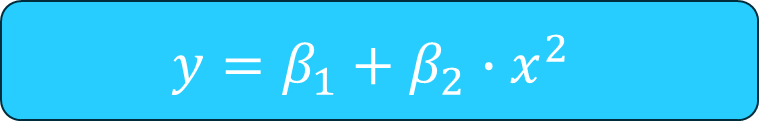 y = β₁ + β₂ · x²